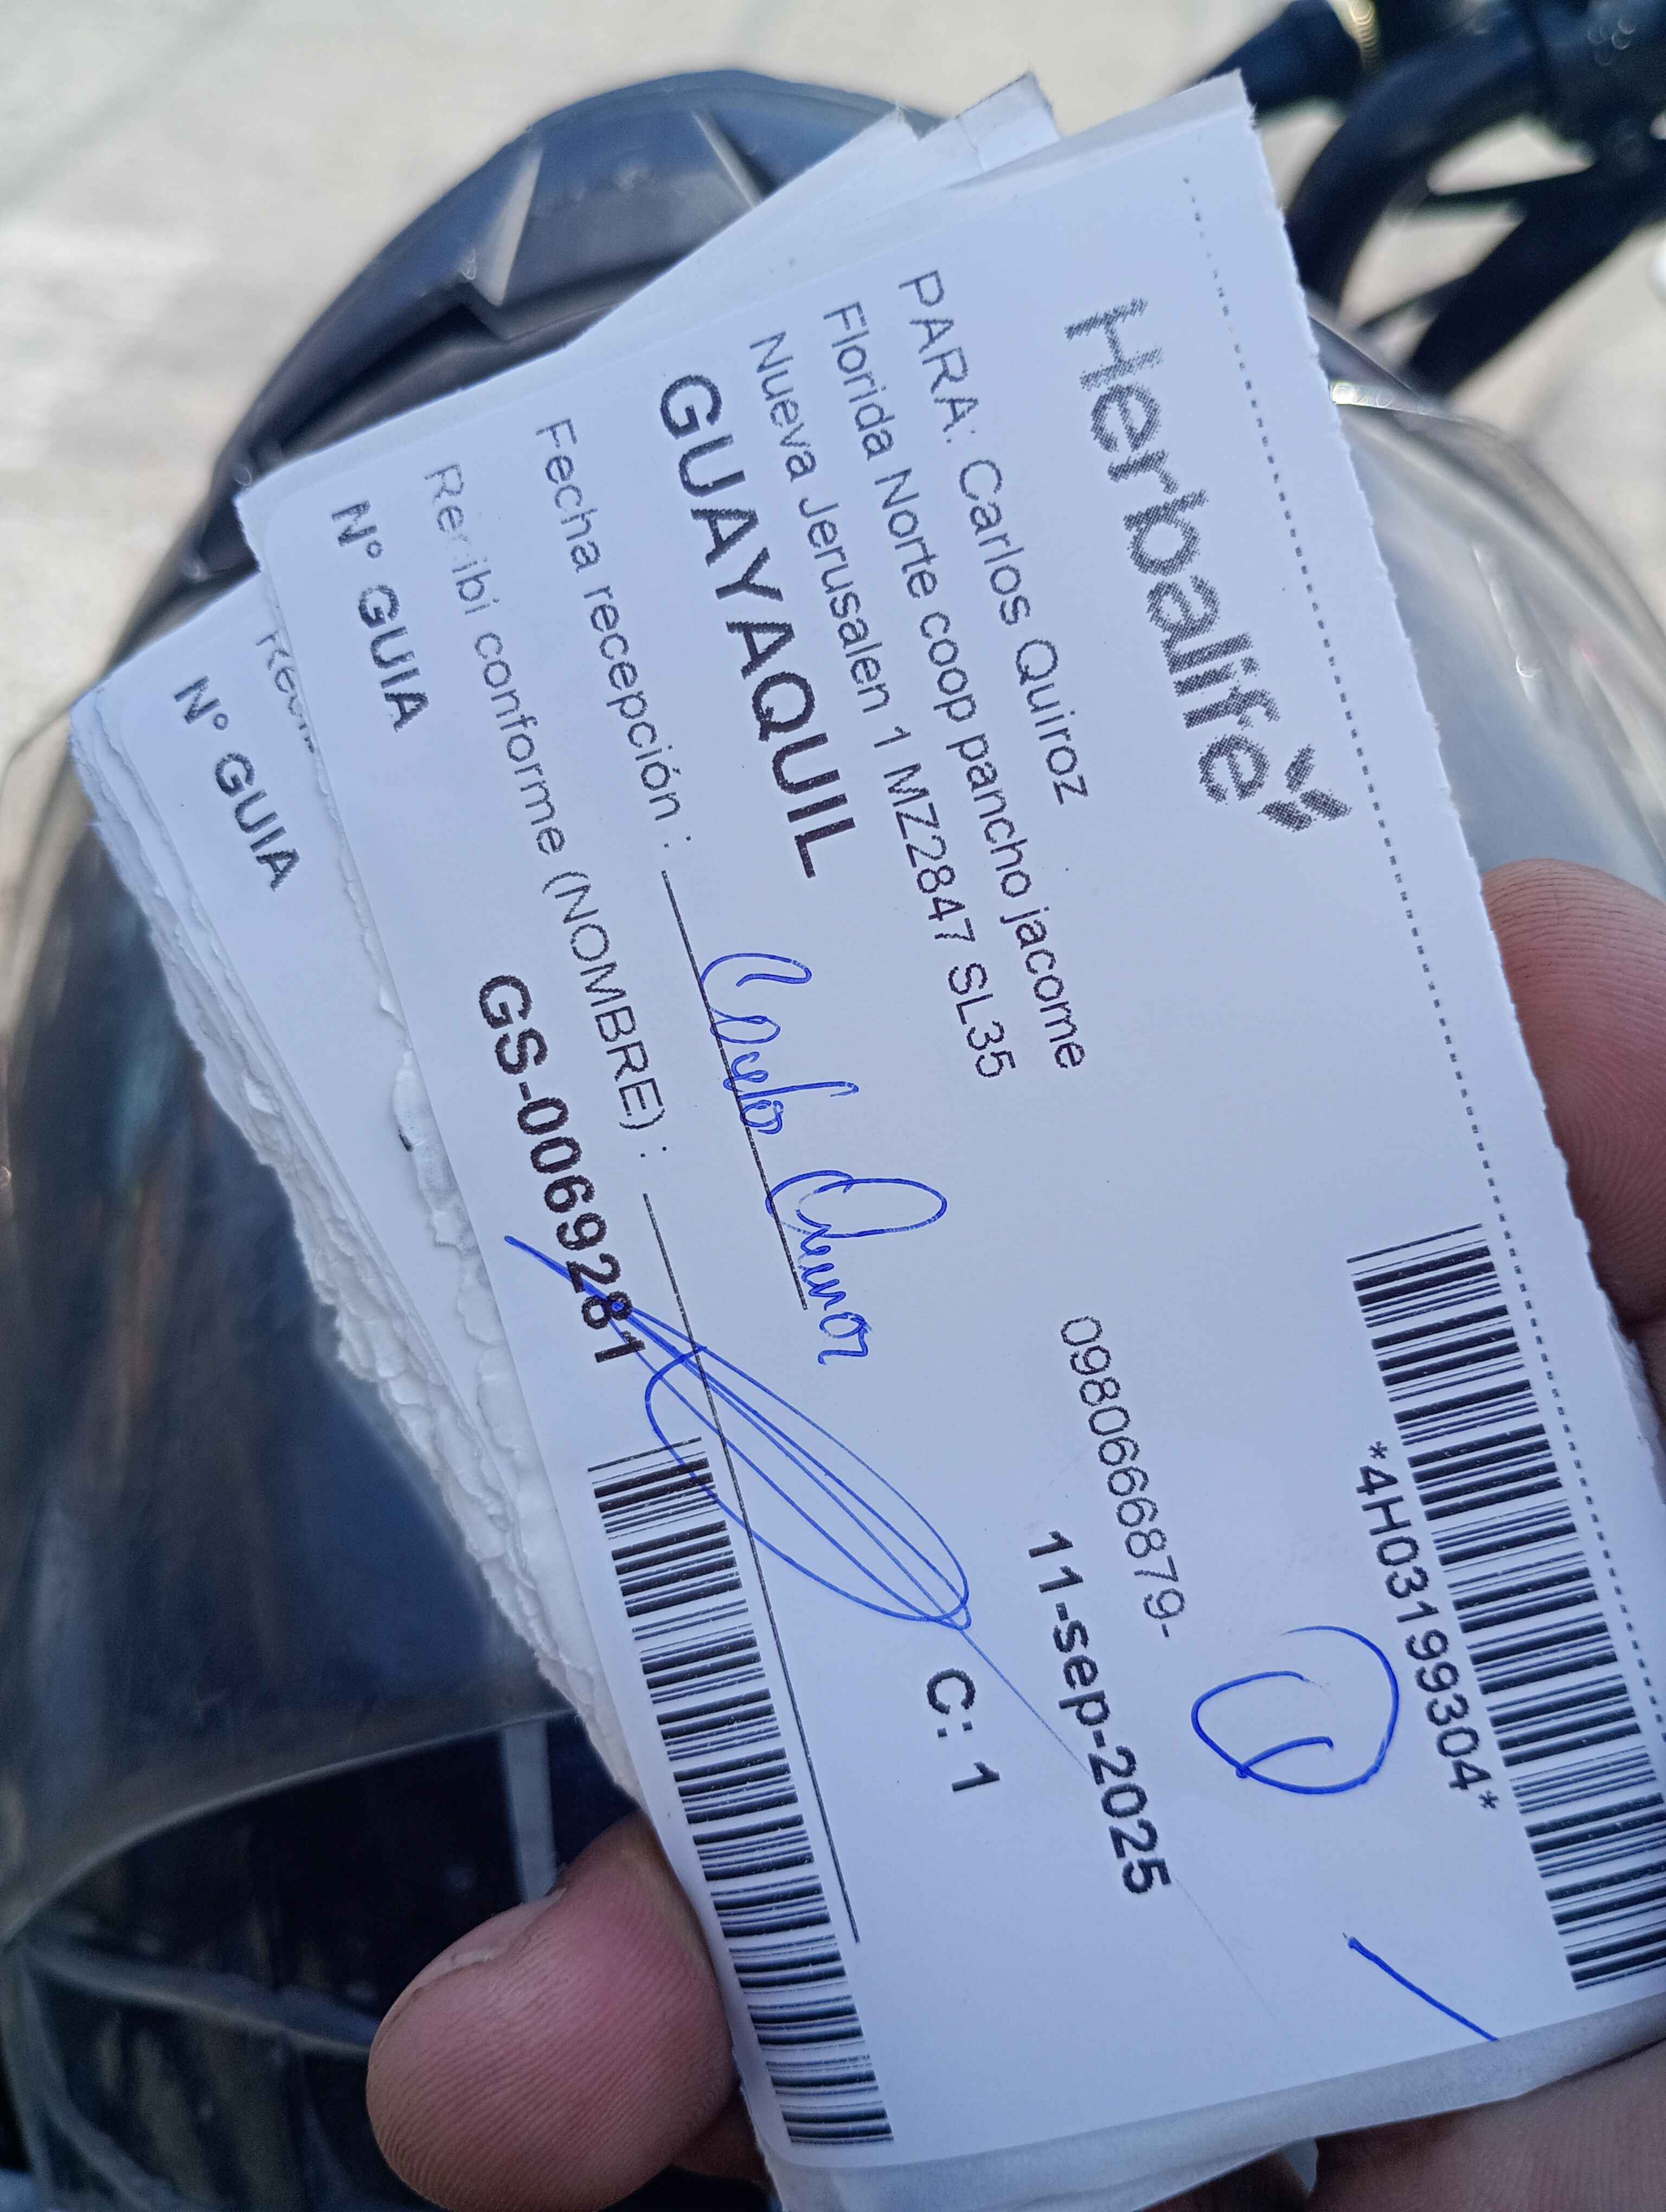 Herbalife
*4H03199304*
PARA: Carlos Quiroz
0980666879-
Florida Norte coop pancho jacome
Nueva Jerusalen 1 MZ2847 SL35
11-sep-2025
GUAYAQUIL
C: 1
Fecha recepción :
Recibi conforme (NOMBRE) :
N° GUIA
GS-0069281
N° GUIA